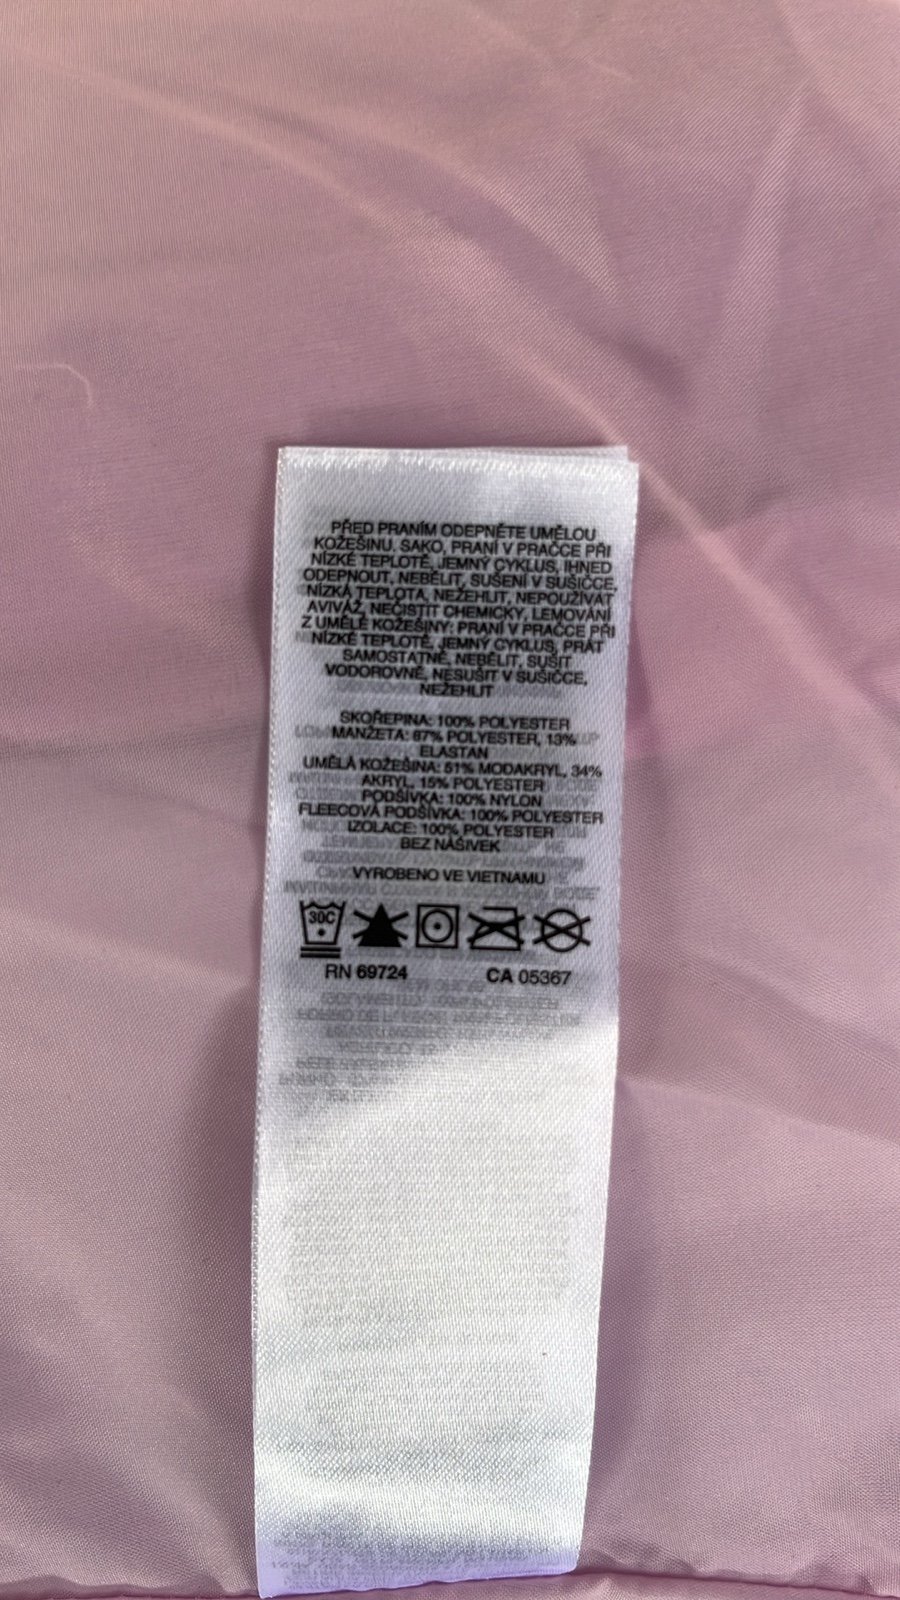 PŘED PRANÍM ODEPNĚTE UMĚLOU
KOŽEŠINU, SAKO, PRANÍ V PRAČCE PŘI
NÍZKÉ TEPLOTĚ, JEMNÝ CYKLUS, IHNED
ODEPNOUT, NEBĚLIT, SUŠENÍ V SUŠIČCE,
NÍZKÁ TEPLOTA, NEŽEHLIT, NEPOUŽÍVAT
AVIVÁŽ, NEČISTIT CHEMICKY, LEMOVÁNÍ
Z UMĚLÉ KOŽEŠINY: PRANÍ V PRAČCE PŘI
NÍZKÉ TEPLOTĚ, JEMNÝ CYKLUS, PRÁT
SAMOSTATNĚ, NEBĚLIT, SUŠIT
VODOROVNĚ, NESUŠIT V SUŠIČCE,
NEŽEHLIT
SKOŘEPINA: 100% POLYESTER
MANŽETA: 87% POLYESTER, 13%
ELASTAN
UMĚLÁ KOŽEŠINA: 51% MODAKRYL, 34%
AKRYL, 15% POLYESTER
PODŠÍVKA: 100% NYLON
FLEECOVÁ PODŠÍVKA: 100% POLYESTER
IZOLACE: 100% POLYESTER
BEZ NÁŠIVEK
VYROBENO VE VIETNAMU
30C
RN 69724 CA 05367